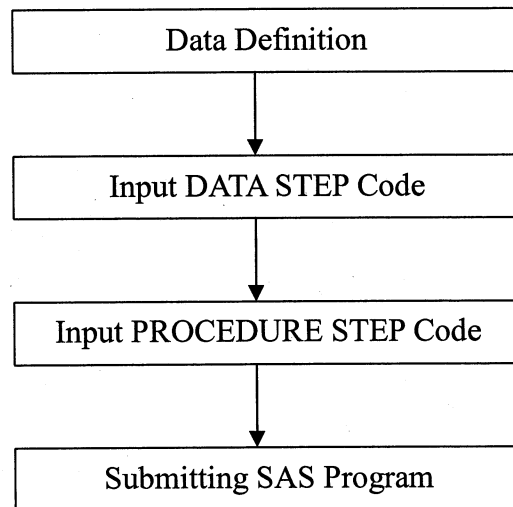 Data Definition
Input DATA STEP Code
Input PROCEDURE STEP Code
Submitting SAS Program